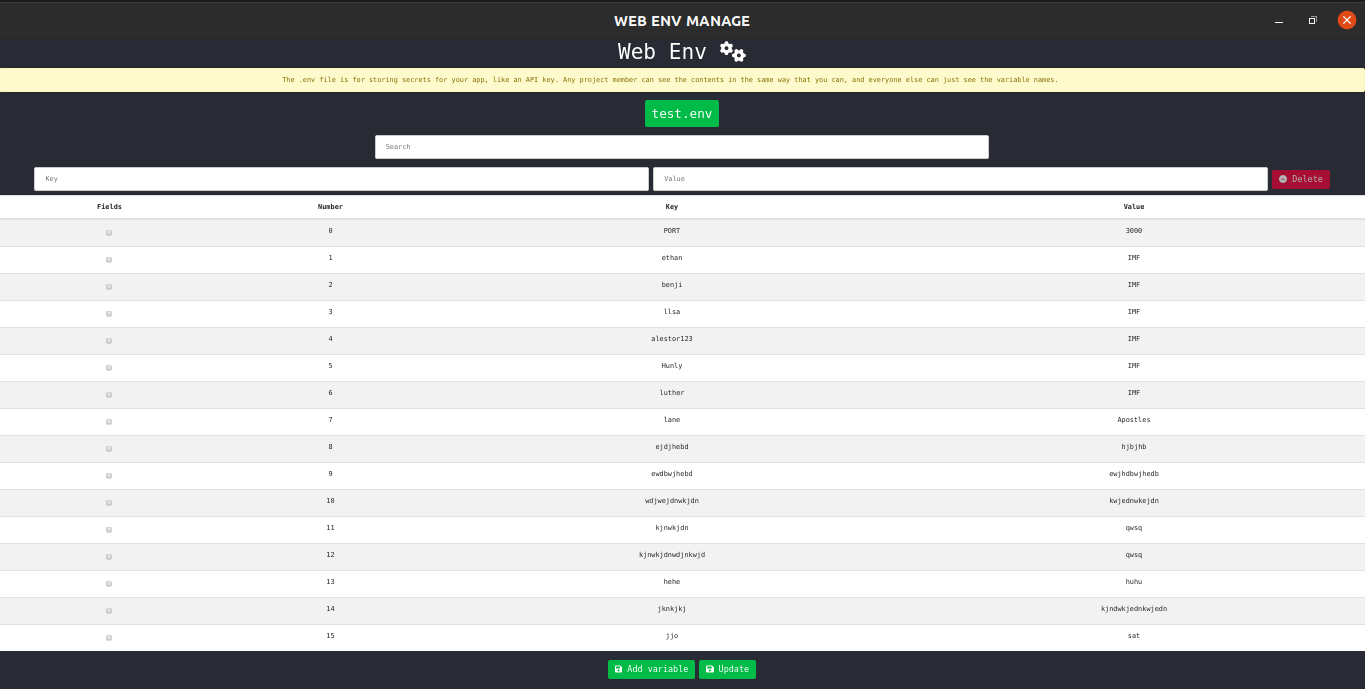 WEB ENV MANAGE
Web Env
The .env file is for storing secrets for your app, like an API key. Any project member can see the contents in the same way that you can, and everyone else can just see the variable names.
test.env
Search
Key Value Delete
Fields Number Key Value
0 PORT 3000
1 ethan IMF
2 benji IMF
3 llsa IMF
4 alestor123 IMF
5 Hunly IMF
6 luther IMF
7 lane Apostles
8 ejdjhebd hjbjhb
9 ewdbwjhebd ewjhdbwjhedb
10 wdjwejdnwkjdn kwjednwkejdn
11 kjnwkjdn qwsq
12 kjnwkjdnwdjnkwjd qwsq
13 hehe huhu
14 jknkjkj kjndwkjednkwjedn
15 jjo sat
Add variable Update